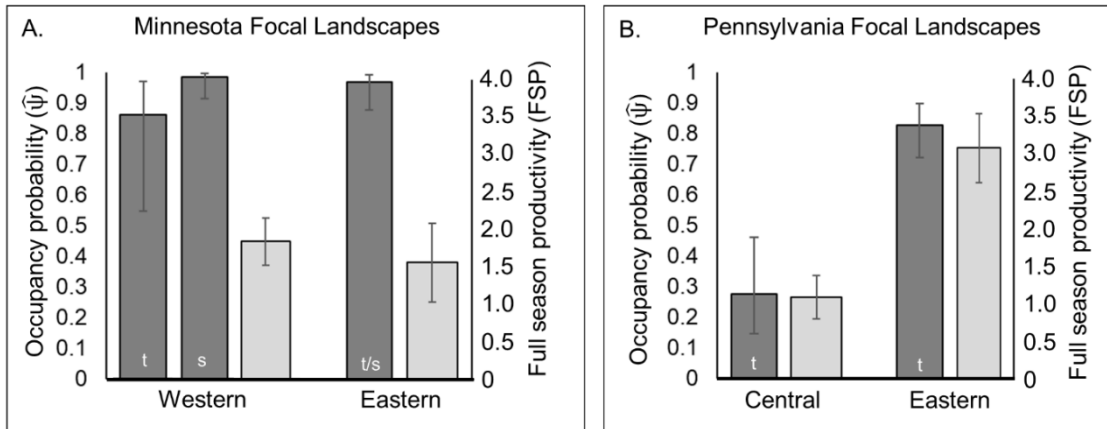 A. Minnesota Focal Landscapes
Occupancy probability (ψ̂)
1
0.9
0.8
0.7
0.6
0.5
0.4
0.3
0.2
0.1
0
t
s
t/s
4.0
3.5
3.0
2.5
2.0
1.5
1.0
0.5
0
Full season productivity (FSP)
Western
Eastern
B. Pennsylvania Focal Landscapes
Occupancy probability (ψ̂)
1
0.9
0.8
0.7
0.6
0.5
0.4
0.3
0.2
0.1
0
t
t
4.0
3.5
3.0
2.5
2.0
1.5
1.0
0.5
0
Full season productivity (FSP)
Central
Eastern